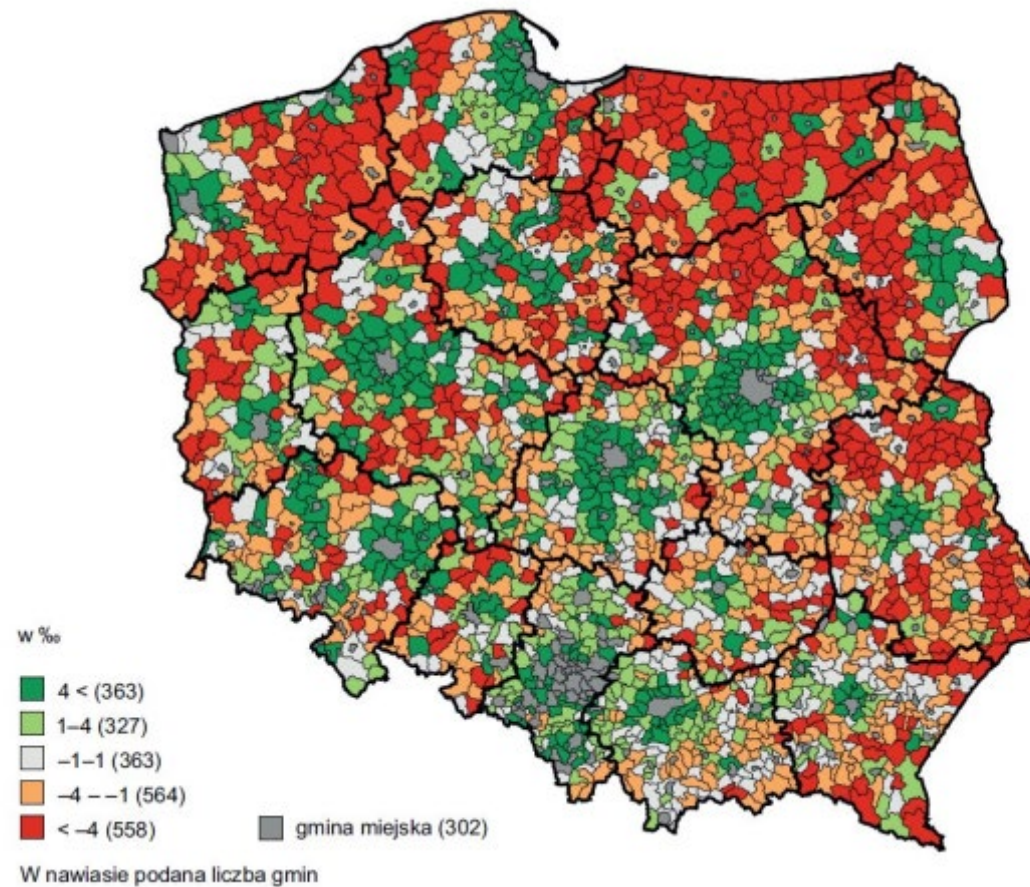 w ‰
4 < (363)
1–4 (327)
–1–1 (363)
–4 – –1 (564)
< –4 (558)
gmina miejska (302)
W nawiasie podana liczba gmin